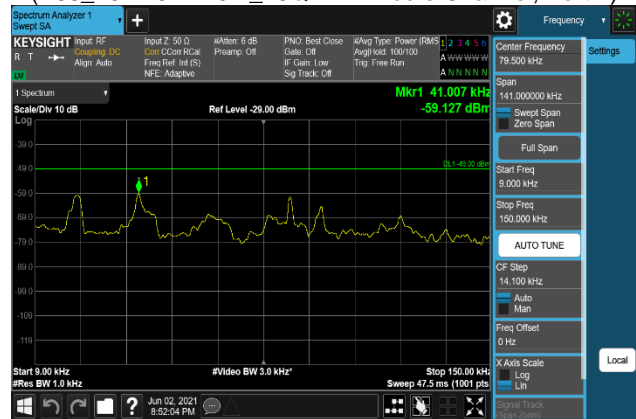 Spectrum Analyzer 1
Swept SA
Frequency
KEYSIGHT
R T
LW
Input: RF
Coupling: DC
Align: Auto
Input Z: 50 Ω
Corr CCorr RCal
Freq Ref: Int (S)
NFE: Adaptive
#Atten: 6 dB
Preamp: Off
PNO: Best Close
Gate: Off
IF Gain: Low
Sig Track: Off
#Avg Type: Power (RMS
Avg|Hold: 100/100
Trig: Free Run
1 2 3 4 5 6
A WW WW W
A N N N N N
1 Spectrum
Scale/Div 10 dB
Log
Ref Level -29.00 dBm
Mkr1 41.007 kHz
-59.127 dBm
-39.0
-49.0
-59.0
-69.0
-79.0
-89.0
-99.0
-109
-119
DL1 -49.00 dBm
1
Start 9.00 kHz
#Res BW 1.0 kHz
#Video BW 3.0 kHz*
Stop 150.00 kHz
Sweep 47.5 ms (1001 pts
Center Frequency
79.500 kHz
Settings
Span
141.000000 kHz
Swept Span
Zero Span
Full Span
Start Freq
9.000 kHz
Stop Freq
150.000 kHz
AUTO TUNE
CF Step
14.100 kHz
Auto
Man
Freq Offset
0 Hz
X Axis Scale
Log
Lin
Local
Signal Track
(Span Zoom)
?
Jun 02, 2021
8:52:04 PM